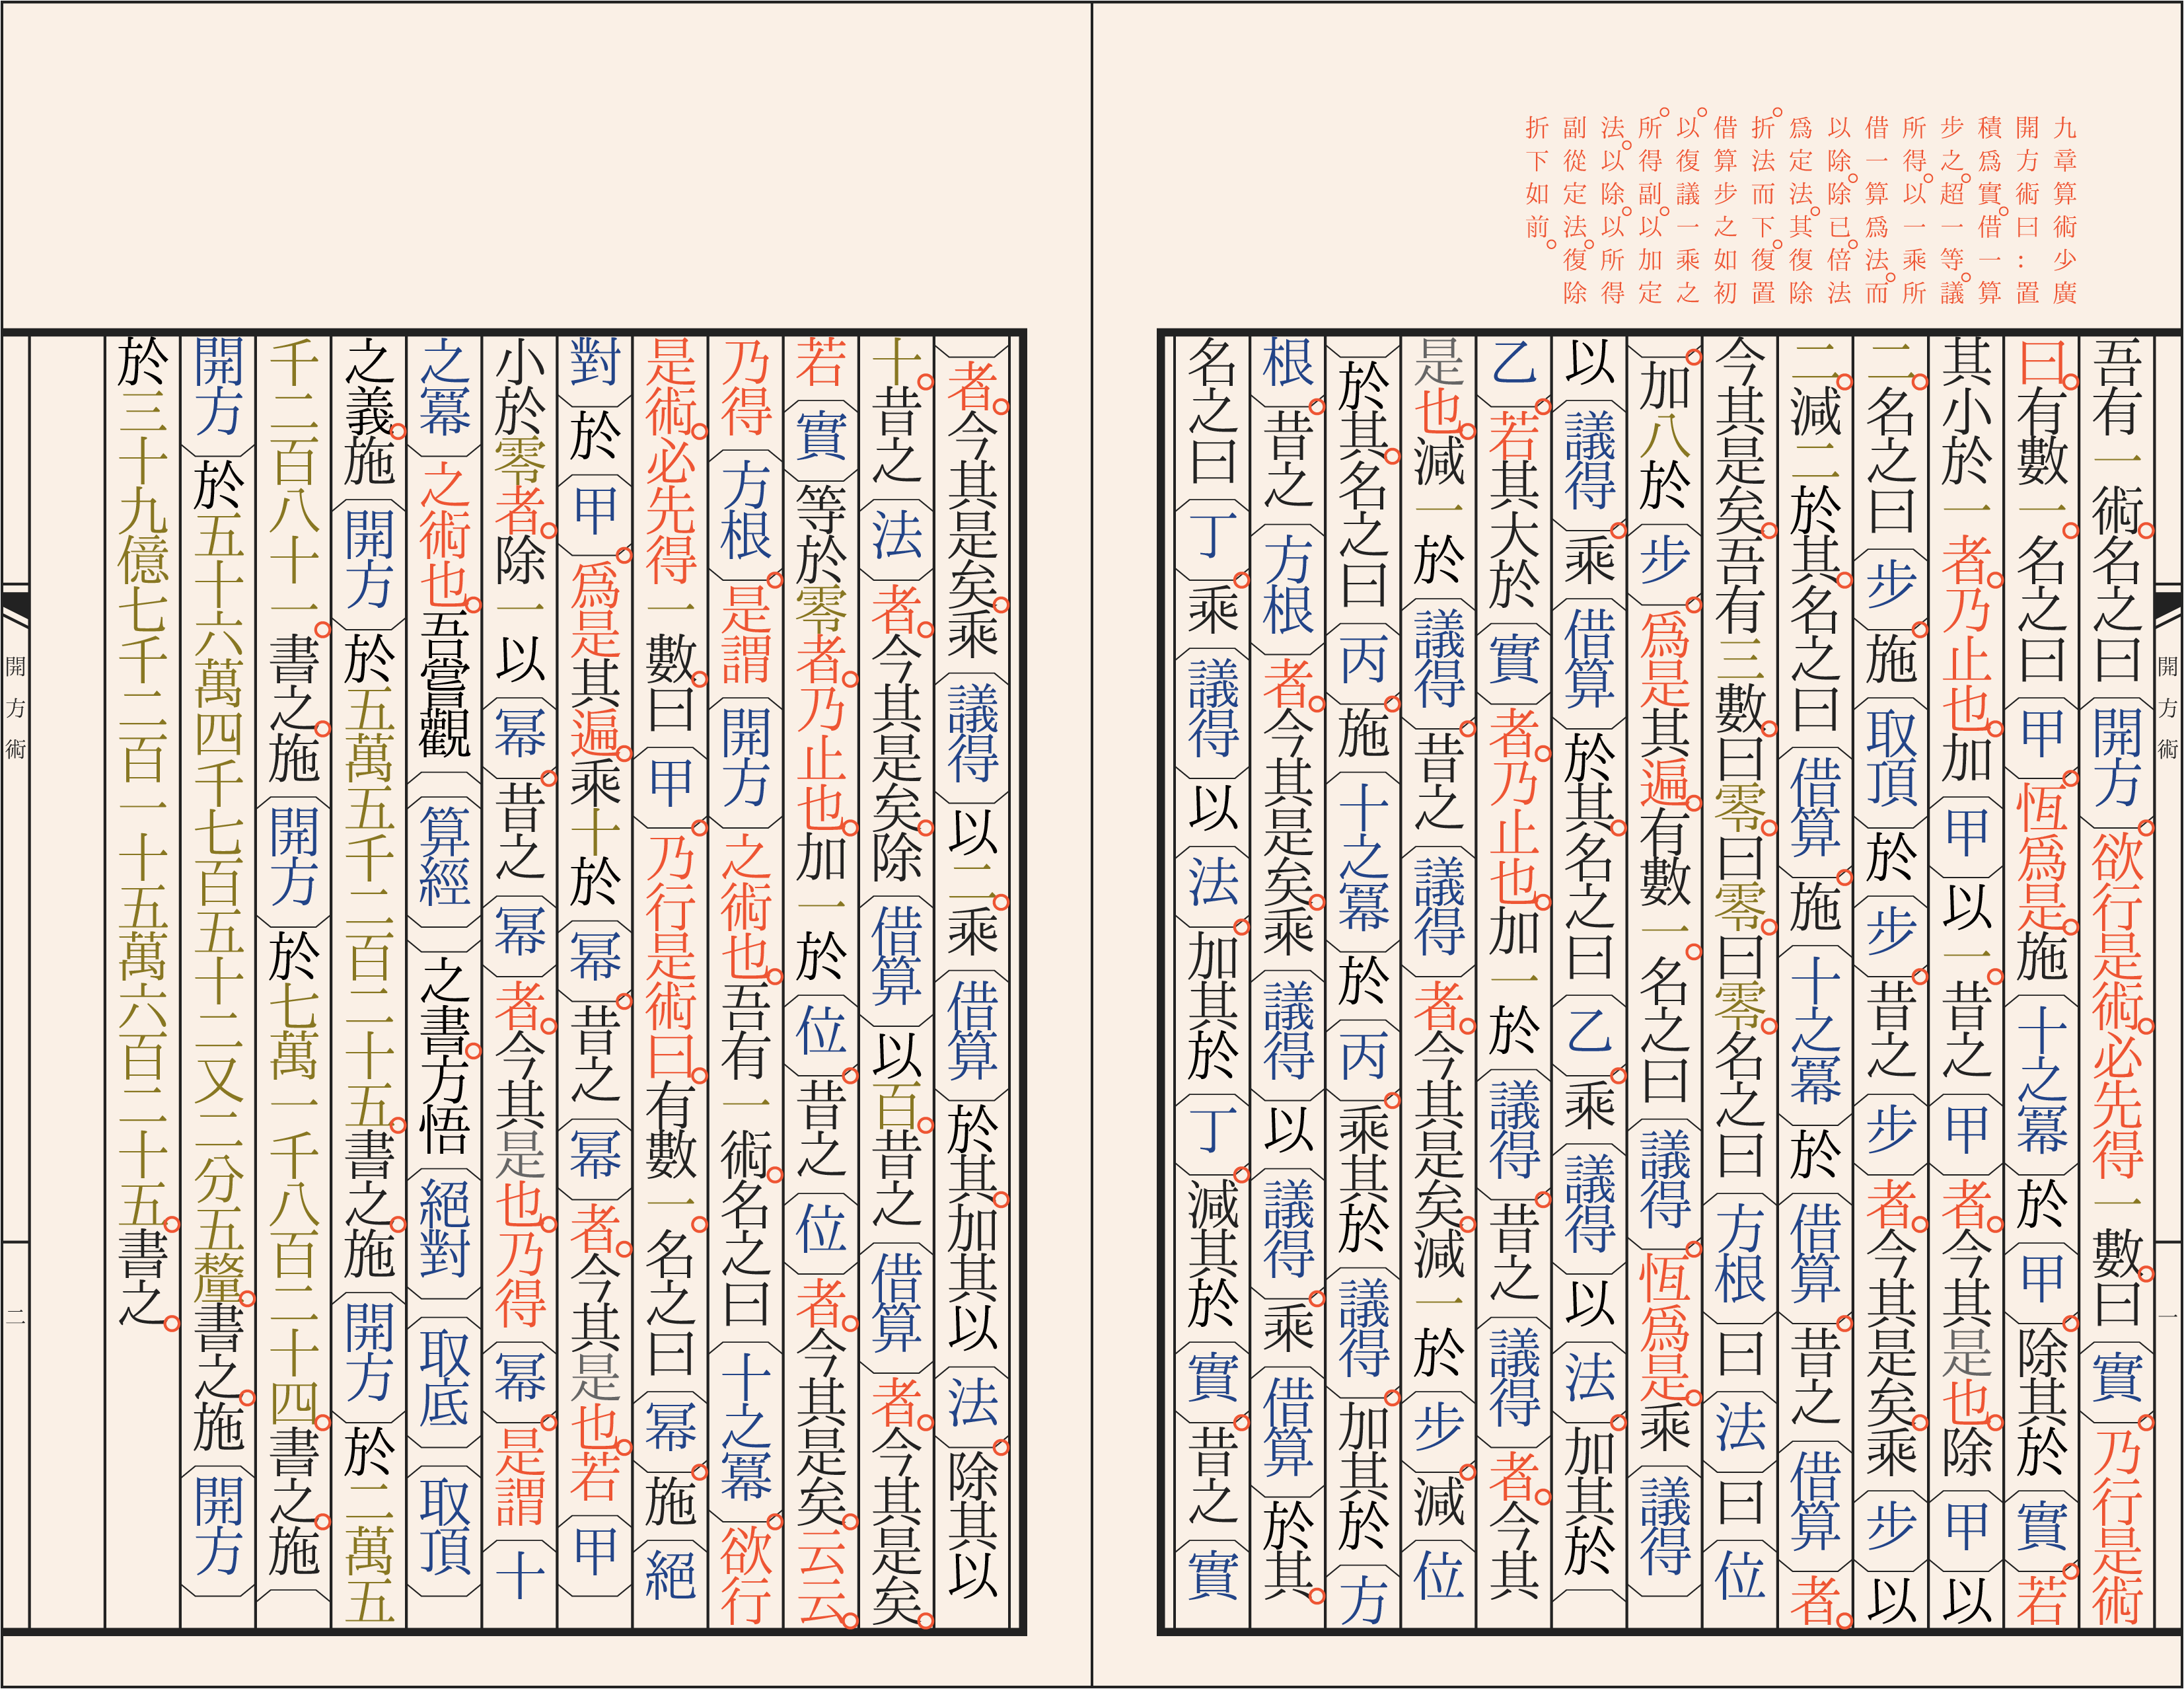 九章算術少廣
開方術曰:置
積爲實。借一算
步之。超一等。議
所得。以一乘所
借一算爲法。而
以除。除已。倍法
爲定法。其復除。
折法而下。復置
借算步之如初。
以復議一乘之。
所得副。以加定
法。以除。以所得
副從定法。復除
折下如前。
開方術 一
吾有一術。名之曰「開方」。欲行是術。必先得一數。曰「實」。乃行是術
曰。有數一。名之曰「甲」。恆爲是。施「十之冪」於「甲」。除其於「實」。若
其小於一者。乃止也。加「甲」以一。昔之「甲」者。今其是也。除「甲」以
二。名之曰「步」。施「取頂」於「步」。昔之「步」者。今其是矣。乘「步」以
二。減二於其。名之曰「借算」。施「十之冪」於「借算」。昔之「借算」者。
今其是矣。吾有三數。曰零。曰零。曰零。名之曰「方根」曰「法」曰「位
」。加八於「步」。爲是其遍。有數一。名之曰「議得」。恆爲是。乘「議得」
以「議得」。乘「借算」於其。名之曰「乙」。乘「議得」以「法」。加其於「
乙」。若其大於「實」者。乃止也。加一於「議得」。昔之「議得」者。今其
是也。減一於「議得」。昔之「議得」者。今其是矣。減一於「步」。減「位
」於其。名之曰「丙」。施「十之冪」於「丙」。乘其於「議得」。加其於「方
根」。昔之「方根」者。今其是矣。乘「議得」以「議得」。乘「借算」於其。
名之曰「丁」。乘「議得」以「法」。加其於「丁」。減其於「實」。昔之「實
」者。今其是矣。乘「議得」以二。乘「借算」於其。加其以「法」。除其以
十。昔之「法」者。今其是矣。除「借算」以百。昔之「借算」者。今其是矣。
若「實」等於零者。乃止也。加一於「位」。昔之「位」者。今其是矣。云云。
乃得「方根」。是謂「開方」之術也。吾有一術。名之曰「十之冪」。欲行
是術。必先得一數。曰「甲」。乃行是術曰。有數一。名之曰「幂」。施「絕
對」於「甲」。爲是其遍。乘十於「幂」。昔之「幂」者。今其是也。若「甲」
小於零者。除一以「幂」。昔之「幂」者。今其是也。乃得「幂」。是謂「十
之冪」之術也。吾嘗觀「「算經」」之書。方悟「絕對」「取底」「取頂」
之義。施「開方」於五萬五千二百二十五。書之。施「開方」於二萬五
千二百八十一。書之。施「開方」於七萬一千八百二十四。書之。施「
開方」於五十六萬四千七百五十二又二分五釐。書之。施「開方」
於三十九億七千二百一十五萬六百二十五。書之。
開方術 二